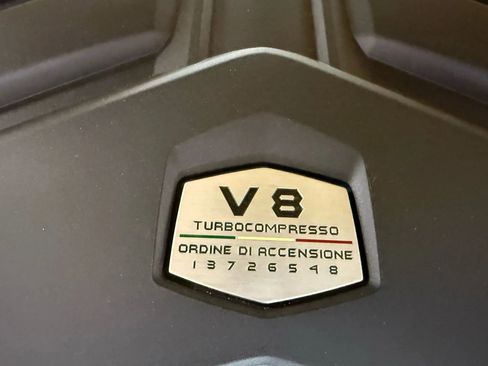 V8
TURBOCOMPRESSO
ORDINE DI ACCENSIONE
1 3 7 2 6 5 4 8